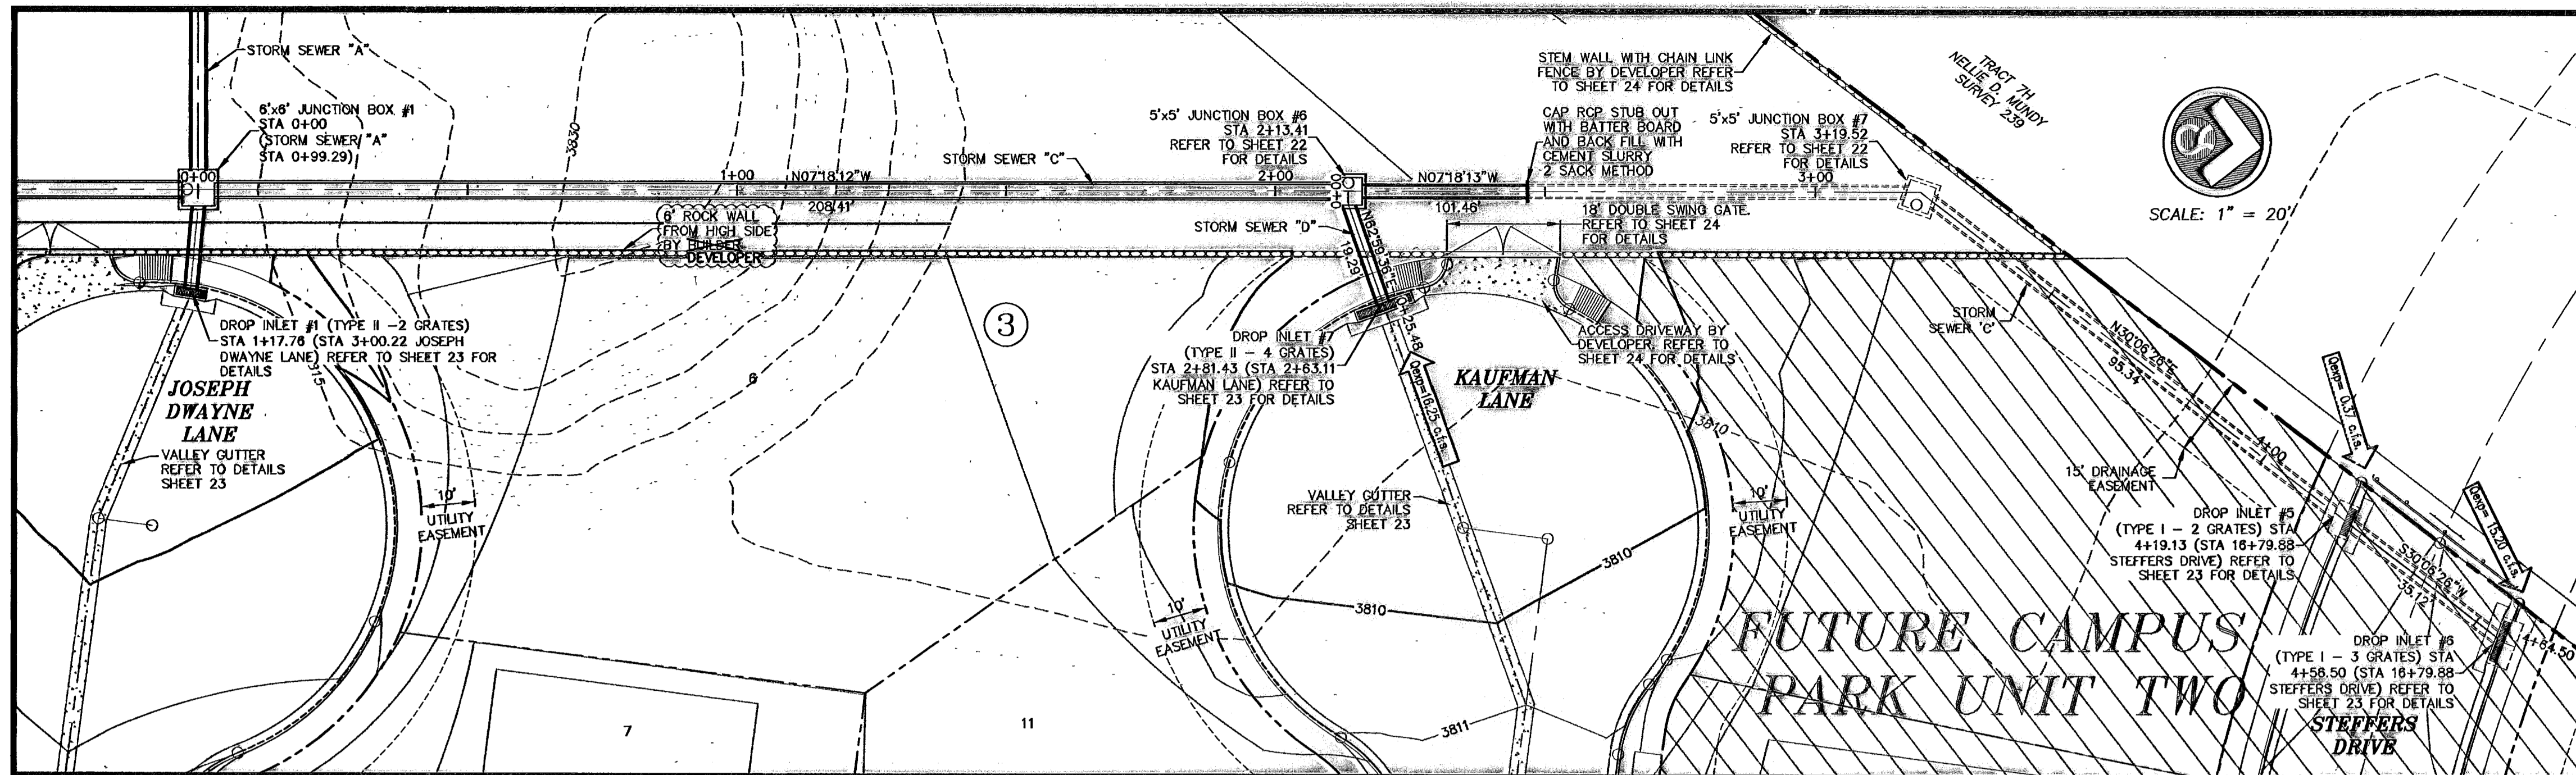 STORM SEWER "A"
6'x6' JUNCTION BOX #1
STA 0+00
(STORM SEWER "A"
STA 0+99.29)
0+00
3830
1+00
N07°18'12"W
208.41'
STORM SEWER "C"
6' ROCK WALL
FROM HIGH SIDE
BY BUILDER
DEVELOPER
5'x5' JUNCTION BOX #6
STA 2+13.41
REFER TO SHEET 22
FOR DETAILS
2+00
0+00
STORM SEWER "D"
N82°59'36"E
19.29'
STEM WALL WITH CHAIN LINK
FENCE BY DEVELOPER REFER
TO SHEET 24 FOR DETAILS
CAP RCP STUB OUT
WITH BATTER BOARD
AND BACK FILL WITH
CEMENT SLURRY
2 SACK METHOD
N07°18'13"W
101.46'
5'x5' JUNCTION BOX #7
STA 3+19.52
REFER TO SHEET 22
FOR DETAILS
3+00
18' DOUBLE SWING GATE.
REFER TO SHEET 24
FOR DETAILS
TRACT 7H
NELLIE D. MUNDY
SURVEY 239
SCALE: 1" = 20'
DROP INLET #1 (TYPE II -2 GRATES)
STA 1+17.76 (STA 3+00.22 JOSEPH
DWAYNE LANE) REFER TO SHEET 23 FOR
DETAILS
JOSEPH
DWAYNE
LANE
VALLEY GUTTER
REFER TO DETAILS
SHEET 23
10'
UTILITY
EASEMENT
3
6
7
11
DROP INLET #7
(TYPE II - 4 GRATES)
STA 2+81.43 (STA 2+63.11
KAUFMAN LANE) REFER TO
SHEET 23 FOR DETAILS
Qexp=16.25 c.f.s.
KAUFMAN
LANE
ACCESS DRIVEWAY BY
DEVELOPER, REFER TO
SHEET 24 FOR DETAILS
VALLEY GUTTER
REFER TO DETAILS
SHEET 23
10'
UTILITY
EASEMENT
3810
3810
3810
3811
10'
UTILITY
EASEMENT
STORM
SEWER 'C'
N30°06'26"E
95.34
4+00
15' DRAINAGE
EASEMENT
Qexp= 0.37 c.f.s.
Qexp= 15.20 c.f.s.
DROP INLET #5
(TYPE I - 2 GRATES) STA
4+19.13 (STA 16+79.88
STEFFERS DRIVE) REFER TO
SHEET 23 FOR DETAILS
S30°06'26"W
35.12'
4+64.50
DROP INLET #6
(TYPE I - 3 GRATES) STA
4+56.50 (STA 16+79.88
STEFFERS DRIVE) REFER TO
SHEET 23 FOR DETAILS
FUTURE CAMPUS
PARK UNIT TWO
STEFFERS
DRIVE